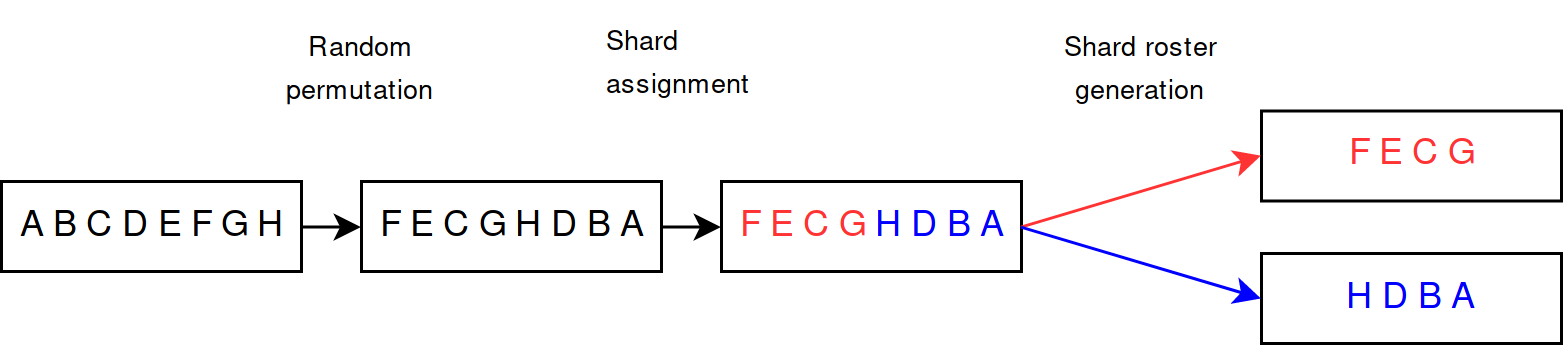 Random
permutation
Shard
assignment
Shard roster
generation
A B C D E F G H
F E C G H D B A
F E C G H D B A
F E C G
H D B A